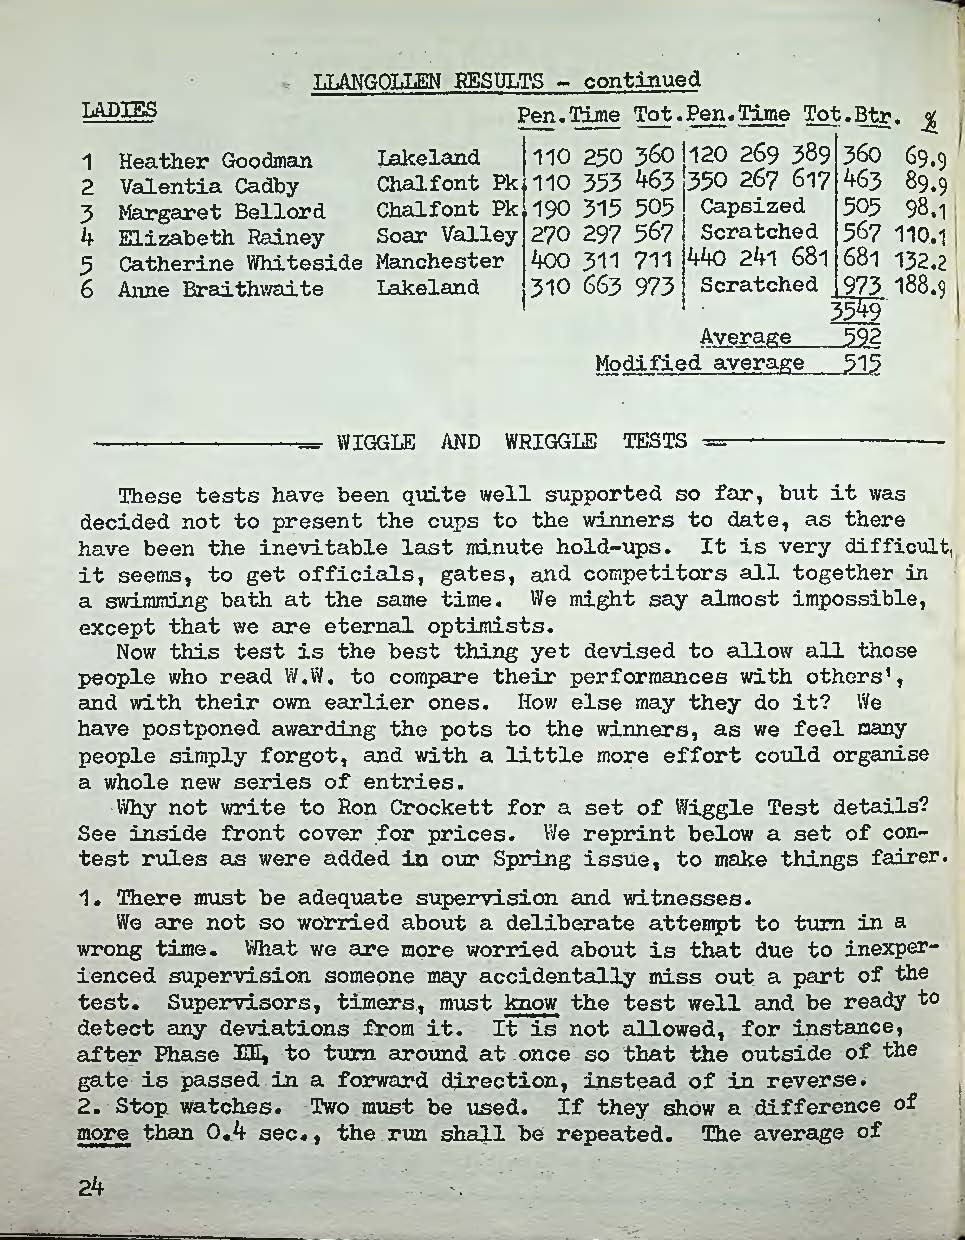 LLANGOLLEN RESULTS - continued
LADIES
Pen.Time Tot.Pen.Time Tot.Btr. %
1 Heather Goodman Lakeland 110 250 360 120 269 389 360 69.9
2 Valentia Cadby Chalfont Pk 110 353 463 350 267 617 463 89.9
3 Margaret Bellord Chalfont Pk 190 315 505 Capsized 505 98.1
4 Elizabeth Rainey Soar Valley 270 297 567 Scratched 567 110.1
5 Catherine Whiteside Manchester 400 311 711 440 241 681 681 132.2
6 Anne Braithwaite Lakeland 310 663 973 Scratched 973 188.9
3549
Average 592
Modified average 515
WIGGLE AND WRIGGLE TESTS
These tests have been quite well supported so far, but it was
decided not to present the cups to the winners to date, as there
have been the inevitable last minute hold-ups. It is very difficult,
it seems, to get officials, gates, and competitors all together in
a swimming bath at the same time. We might say almost impossible,
except that we are eternal optimists.
Now this test is the best thing yet devised to allow all those
people who read W.W. to compare their performances with others',
and with their own earlier ones. How else may they do it? We
have postponed awarding the pots to the winners, as we feel many
people simply forgot, and with a little more effort could organise
a whole new series of entries.
Why not write to Ron Crockett for a set of Wiggle Test details?
See inside front cover for prices. We reprint below a set of con-
test rules as were added in our Spring issue, to make things fairer.
1. There must be adequate supervision and witnesses.
We are not so worried about a deliberate attempt to turn in a
wrong time. What we are more worried about is that due to inexper-
ienced supervision someone may accidentally miss out a part of the
test. Supervisors, timers, must know the test well and be ready to
detect any deviations from it. It is not allowed, for instance,
after Phase III, to turn around at once so that the outside of the
gate is passed in a forward direction, instead of in reverse.
2. Stop watches. Two must be used. If they show a difference of
more than 0.4 sec., the run shall be repeated. The average of
24